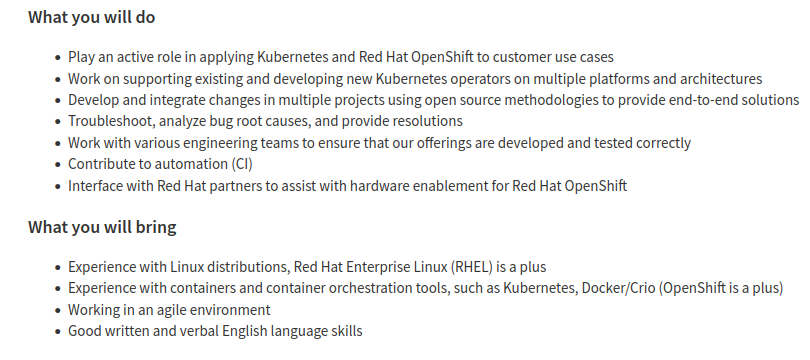 What you will do
• Play an active role in applying Kubernetes and Red Hat OpenShift to customer use cases
• Work on supporting existing and developing new Kubernetes operators on multiple platforms and architectures
• Develop and integrate changes in multiple projects using open source methodologies to provide end-to-end solutions
• Troubleshoot, analyze bug root causes, and provide resolutions
• Work with various engineering teams to ensure that our offerings are developed and tested correctly
• Contribute to automation (CI)
• Interface with Red Hat partners to assist with hardware enablement for Red Hat OpenShift
What you will bring
• Experience with Linux distributions, Red Hat Enterprise Linux (RHEL) is a plus
• Experience with containers and container orchestration tools, such as Kubernetes, Docker/Crio (OpenShift is a plus)
• Working in an agile environment
• Good written and verbal English language skills